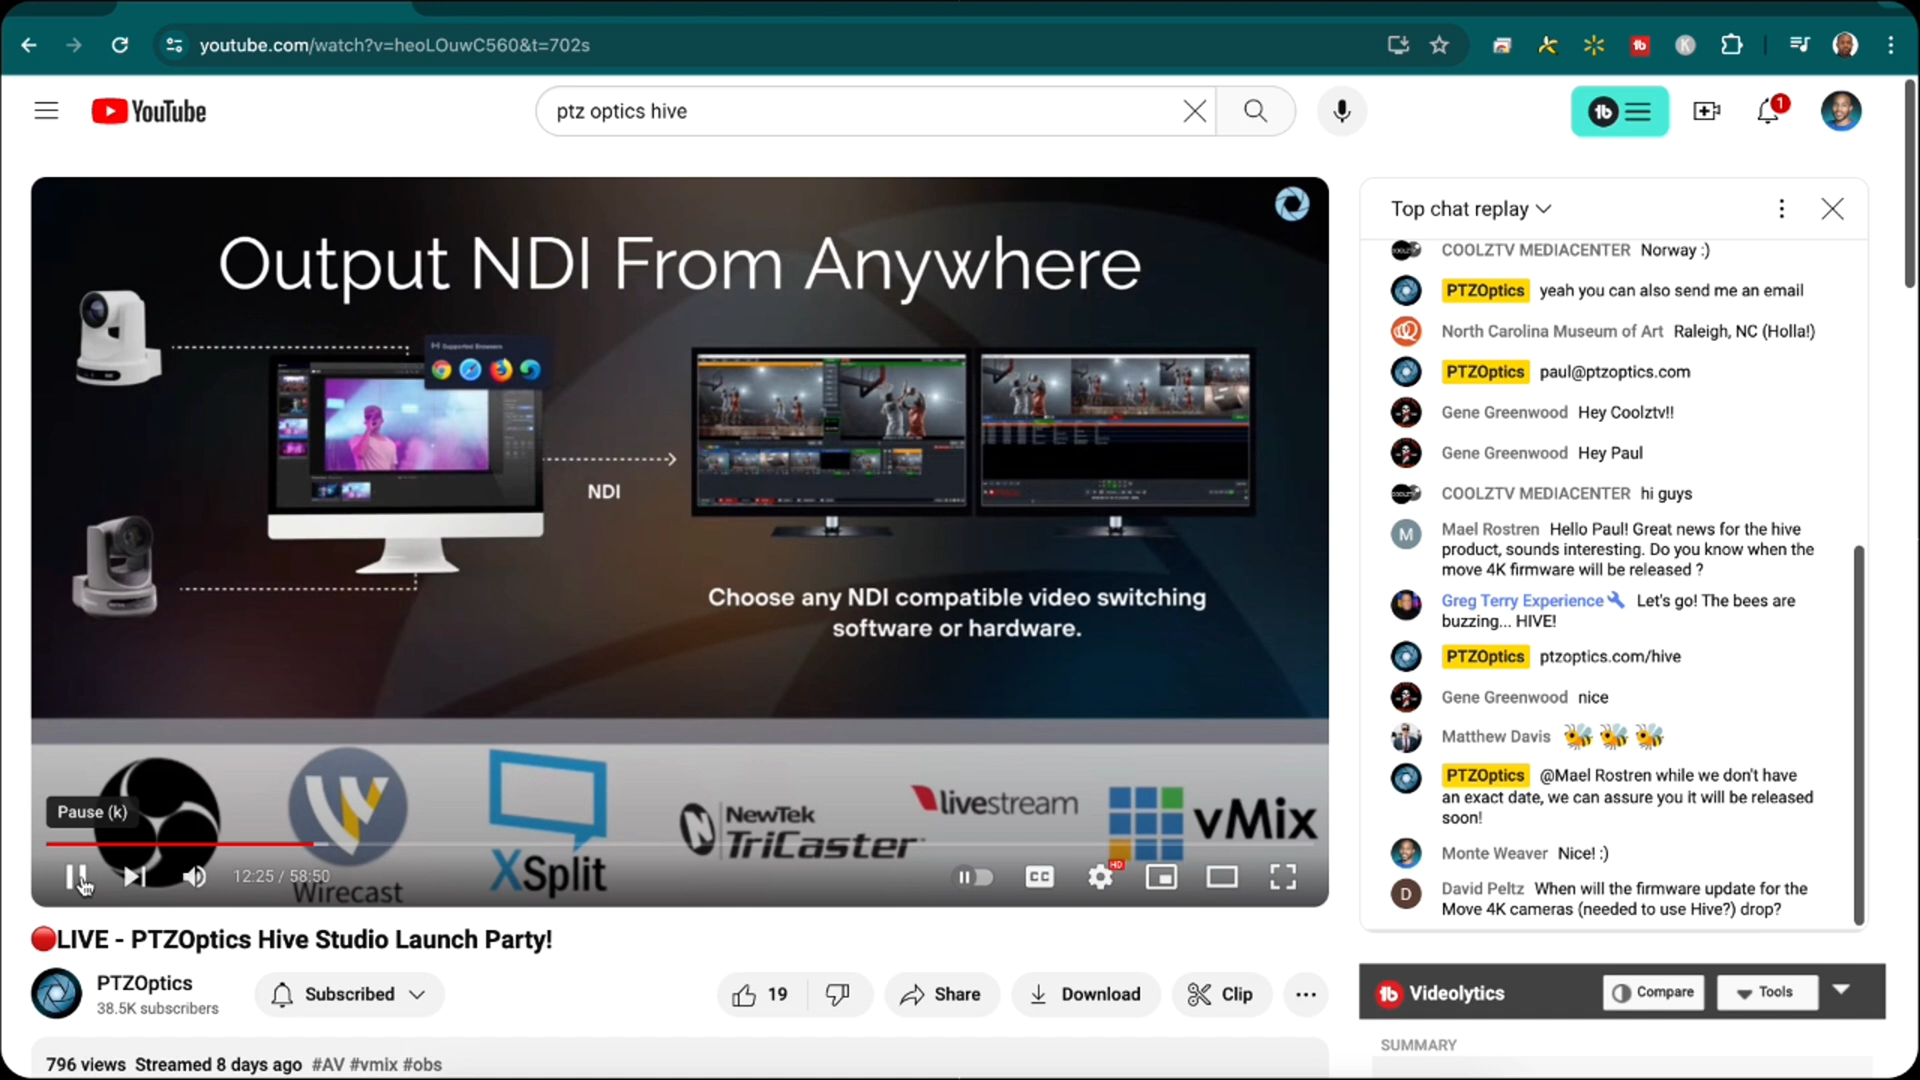 youtube.com/watch?v=heoLOuwC560&t=702s
YouTube
ptz optics hive
1
Output NDI From Anywhere
Supported Browsers
NDI
Choose any NDI compatible video switching
software or hardware.
Pause (k)
Wirecast
XSplit
NewTek
TriCaster
livestream
vMix
12:25 / 58:50
CC
HD
🔴LIVE - PTZOptics Hive Studio Launch Party!
PTZOptics
38.5K subscribers
Subscribed
19
Share
Download
Clip
796 views Streamed 8 days ago #AV #vmix #obs
Top chat replay
COOLZTV MEDIACENTER Norway :)
PTZOptics yeah you can also send me an email
North Carolina Museum of Art Raleigh, NC (Holla!)
PTZOptics paul@ptzoptics.com
Gene Greenwood Hey Coolztv!!
Gene Greenwood Hey Paul
COOLZTV MEDIACENTER hi guys
M
Mael Rostren Hello Paul! Great news for the hive
product, sounds interesting. Do you know when the
move 4K firmware will be released ?
Greg Terry Experience Let's go! The bees are
buzzing... HIVE!
PTZOptics ptzoptics.com/hive
Gene Greenwood nice
Matthew Davis 🐝🐝🐝
PTZOptics @Mael Rostren while we don't have
an exact date, we can assure you it will be released
soon!
Monte Weaver Nice! :)
D
David Peltz When will the firmware update for the
Move 4K cameras (needed to use Hive?) drop?
Videolytics
Compare
Tools
SUMMARY